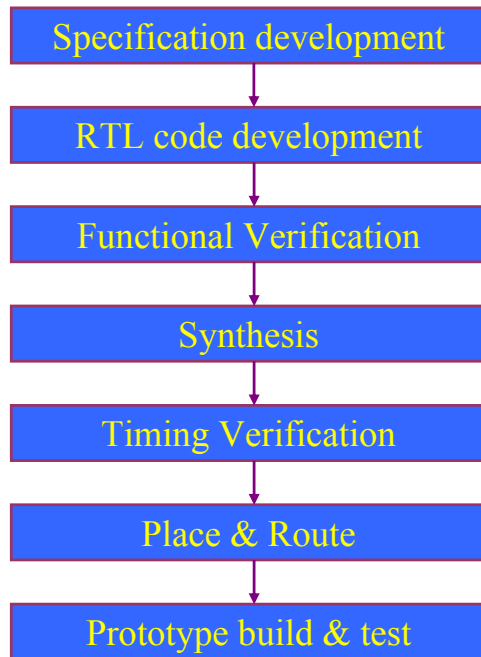 Specification development
RTL code development
Functional Verification
Synthesis
Timing Verification
Place & Route
Prototype build & test